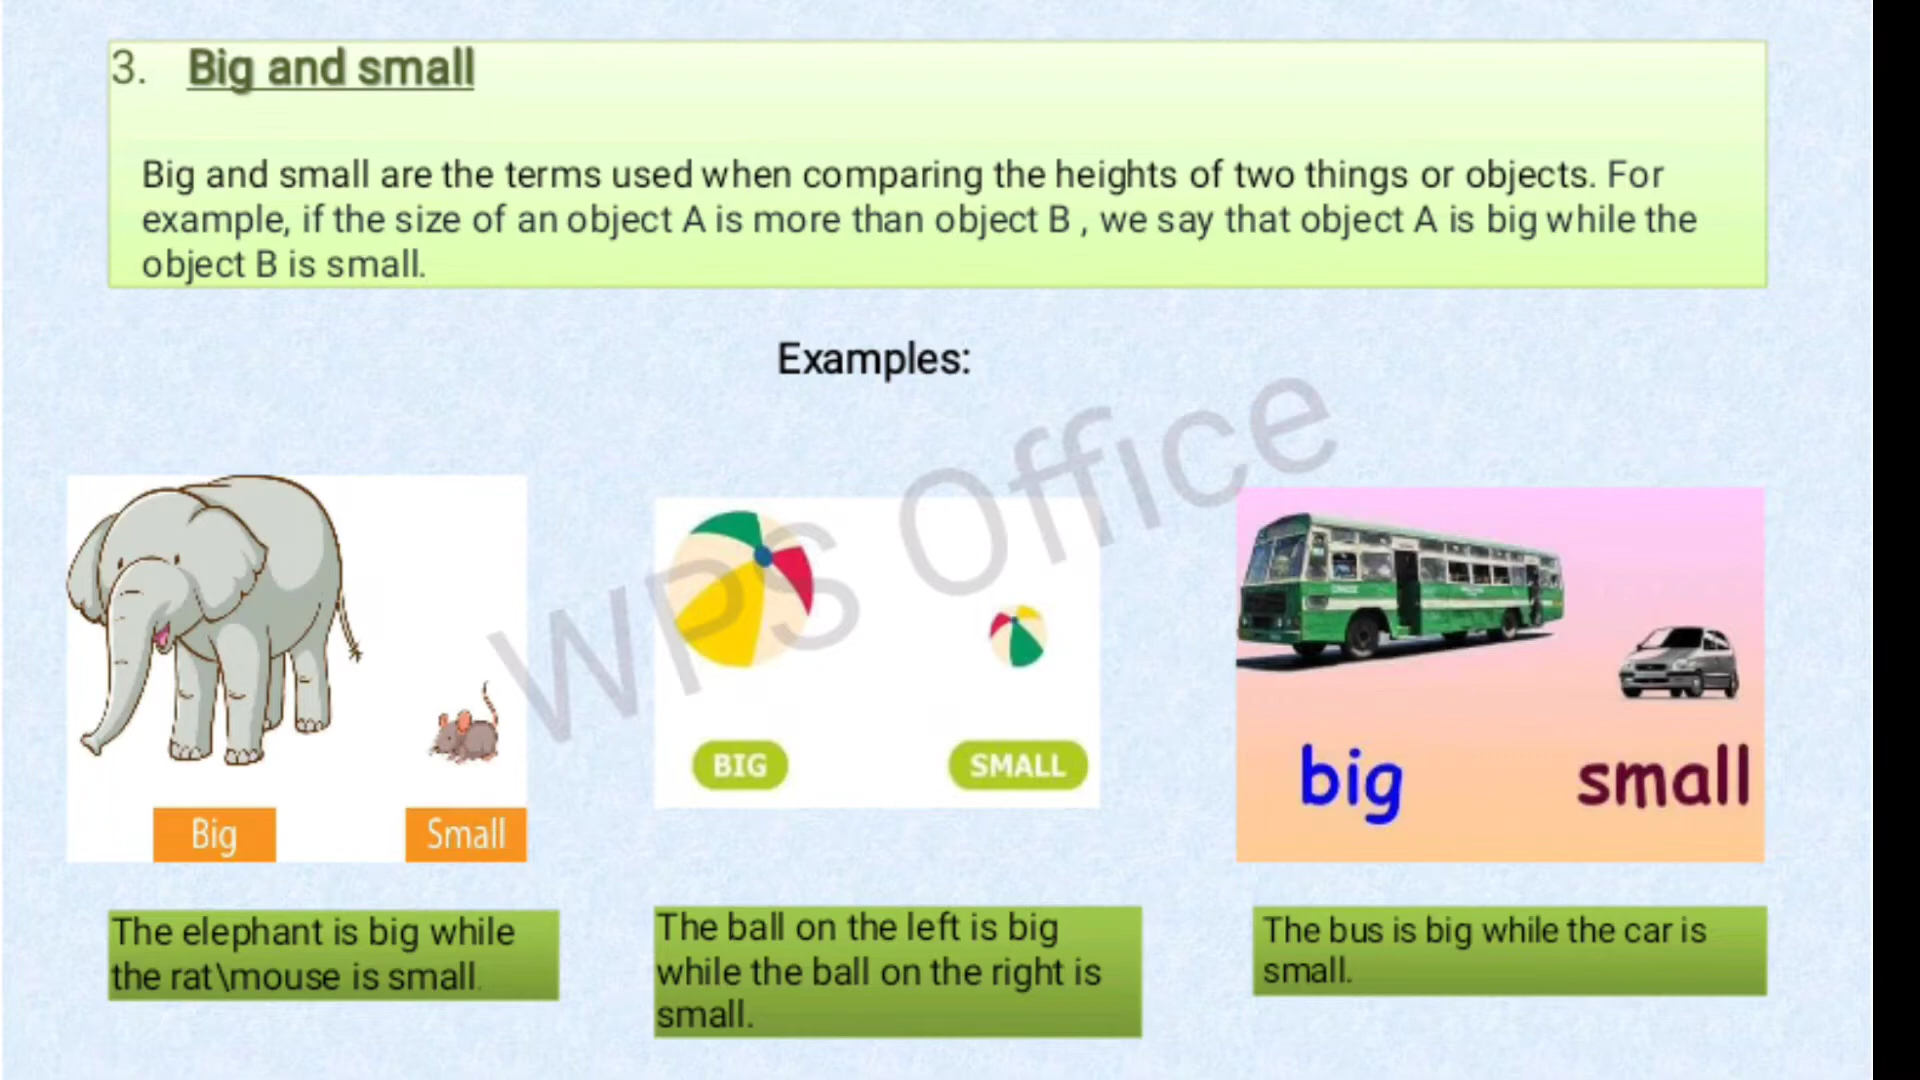 3. Big and small
Big and small are the terms used when comparing the heights of two things or objects. For
example, if the size of an object A is more than object B , we say that object A is big while the
object B is small.
Examples:
WPS Office
Big
Small
BIG
SMALL
big
small
The elephant is big while
the rat\mouse is small.
The ball on the left is big
while the ball on the right is
small.
The bus is big while the car is
small.